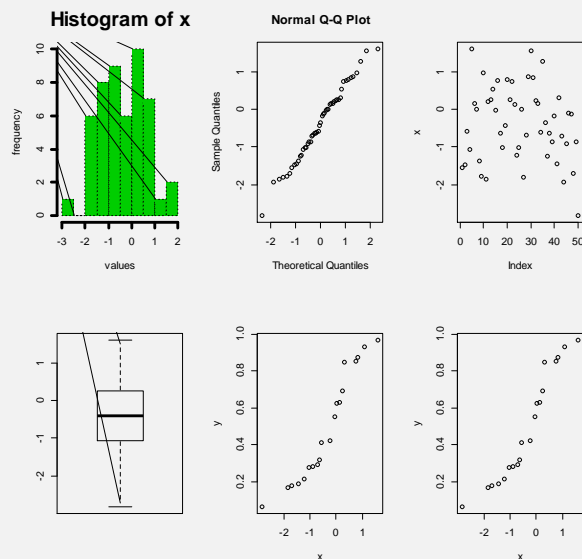 Histogram of x
frequency
0 2 4 6 8 10
-3 -2 -1 0 1 2
values
Normal Q-Q Plot
Sample Quantiles
-2 -1 0 1
-2 -1 0 1 2
Theoretical Quantiles
x
-2 -1 0 1
0 10 20 30 40 50
Index
-2 -1 0 1
y
0.2 0.4 0.6 0.8 1.0
-2 -1 0 1
x
y
0.2 0.4 0.6 0.8 1.0
-2 -1 0 1
x